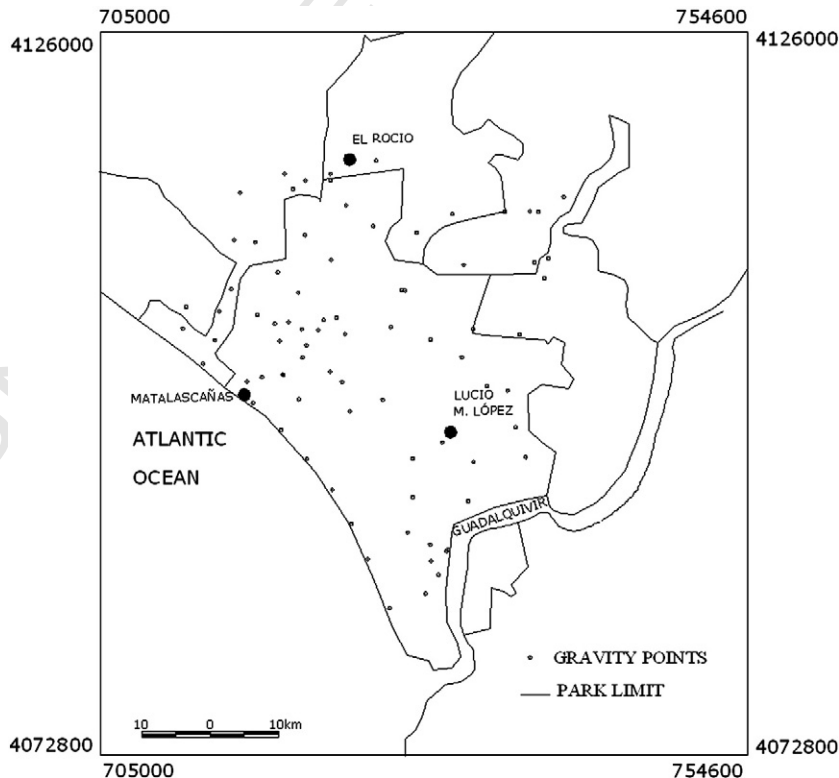 705000
754600
4126000
4126000
EL ROCIO
MATALASCAÑAS
LUCIO
M. LÓPEZ
ATLANTIC
OCEAN
GUADALQUIVIR
GRAVITY POINTS
PARK LIMIT
10 0 10km
4072800
4072800
705000
754600